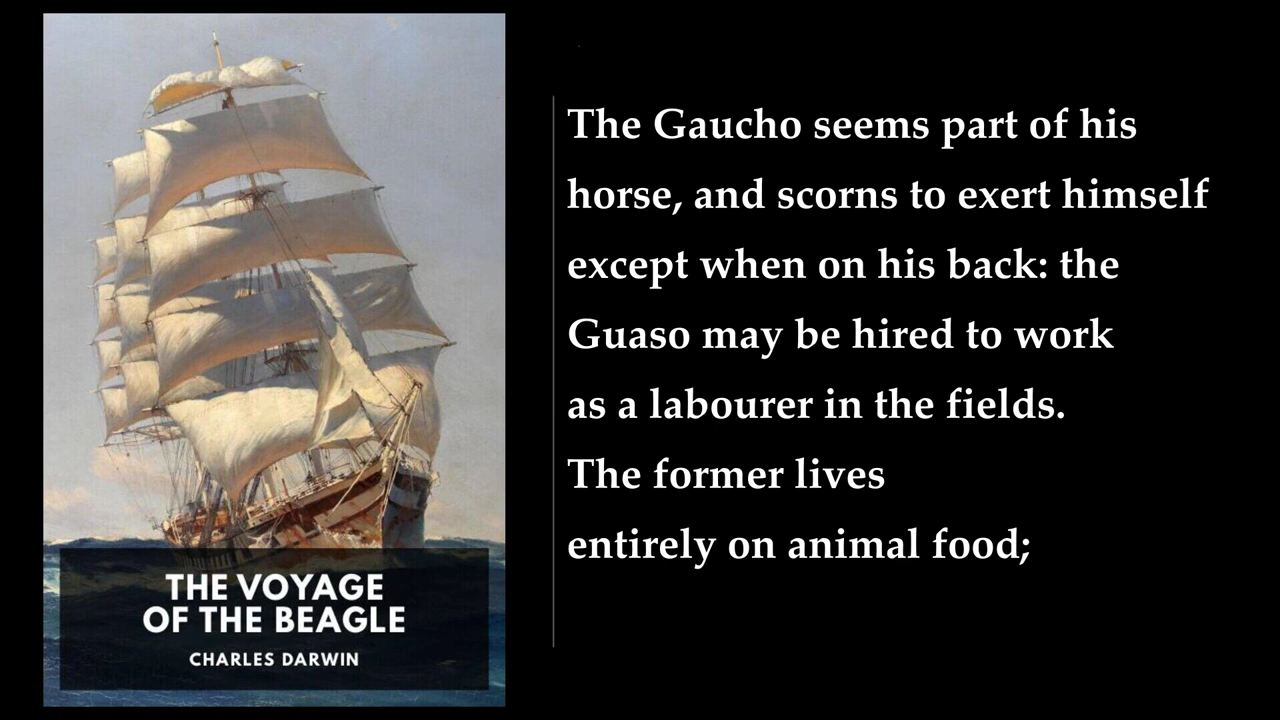 THE VOYAGE
OF THE BEAGLE
CHARLES DARWIN
The Gaucho seems part of his
horse, and scorns to exert himself
except when on his back: the
Guaso may be hired to work
as a labourer in the fields.
The former lives
entirely on animal food;